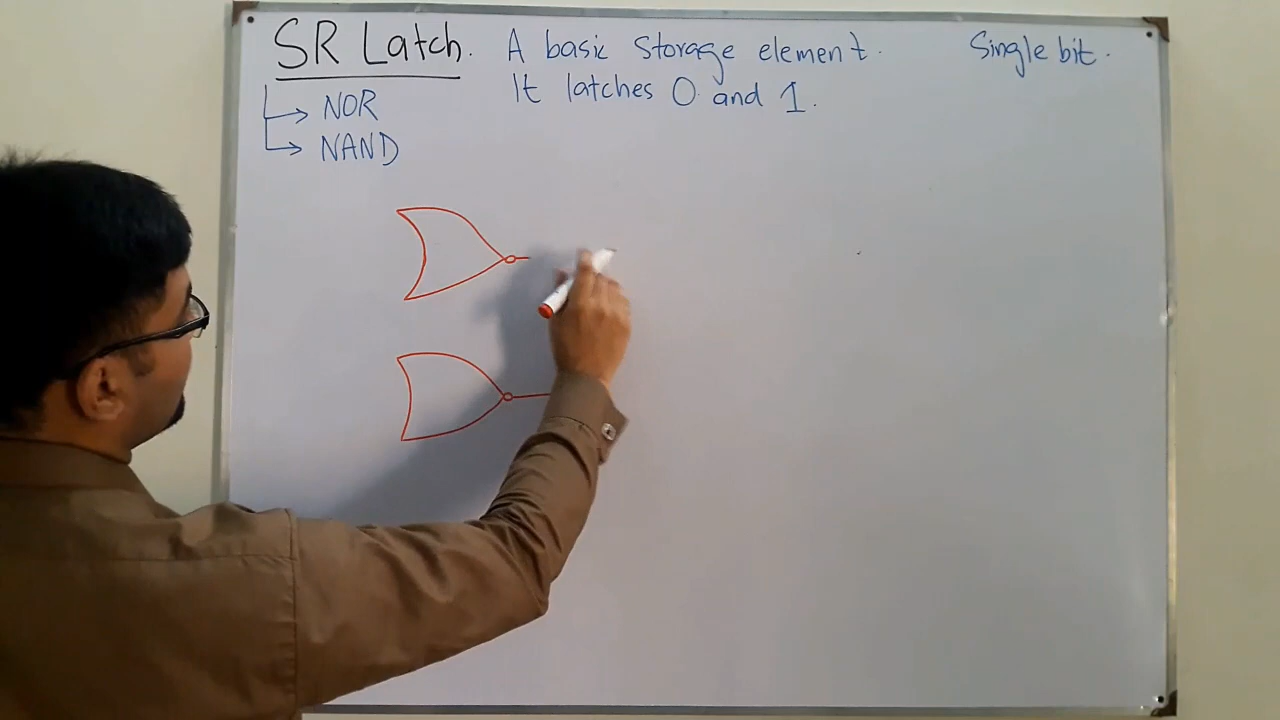 SR Latch. A basic Storage element. Single bit.
It latches 0 and 1.
NOR
NAND